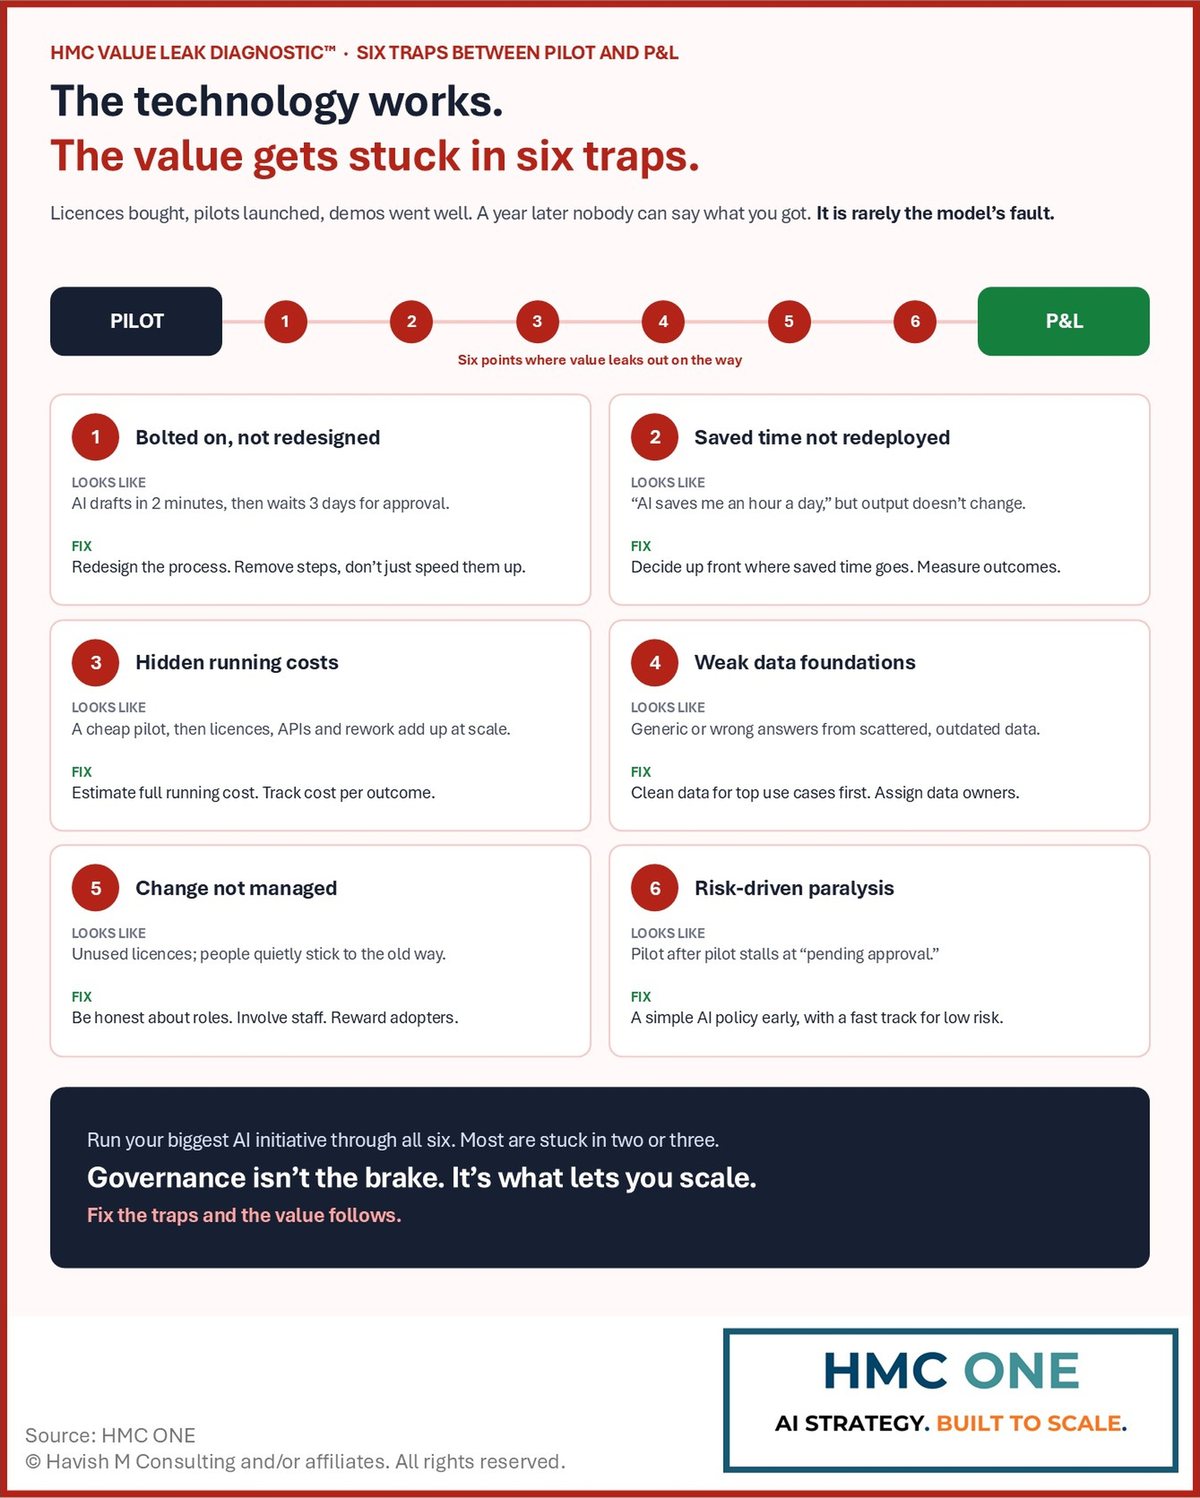 HMC VALUE LEAK DIAGNOSTIC™ · SIX TRAPS BETWEEN PILOT AND P&L
The technology works.
The value gets stuck in six traps.
Licences bought, pilots launched, demos went well. A year later nobody can say what you got. It is rarely the model’s fault.
PILOT
1
2
3
4
5
6
P&L
Six points where value leaks out on the way
1
Bolted on, not redesigned
LOOKS LIKE
AI drafts in 2 minutes, then waits 3 days for approval.
FIX
Redesign the process. Remove steps, don’t just speed them up.
2
Saved time not redeployed
LOOKS LIKE
“AI saves me an hour a day,” but output doesn’t change.
FIX
Decide up front where saved time goes. Measure outcomes.
3
Hidden running costs
LOOKS LIKE
A cheap pilot, then licences, APIs and rework add up at scale.
FIX
Estimate full running cost. Track cost per outcome.
4
Weak data foundations
LOOKS LIKE
Generic or wrong answers from scattered, outdated data.
FIX
Clean data for top use cases first. Assign data owners.
5
Change not managed
LOOKS LIKE
Unused licences; people quietly stick to the old way.
FIX
Be honest about roles. Involve staff. Reward adopters.
6
Risk-driven paralysis
LOOKS LIKE
Pilot after pilot stalls at “pending approval.”
FIX
A simple AI policy early, with a fast track for low risk.
Run your biggest AI initiative through all six. Most are stuck in two or three.
Governance isn’t the brake. It’s what lets you scale.
Fix the traps and the value follows.
HMC ONE
AI STRATEGY. BUILT TO SCALE.
Source: HMC ONE
© Havish M Consulting and/or affiliates. All rights reserved.